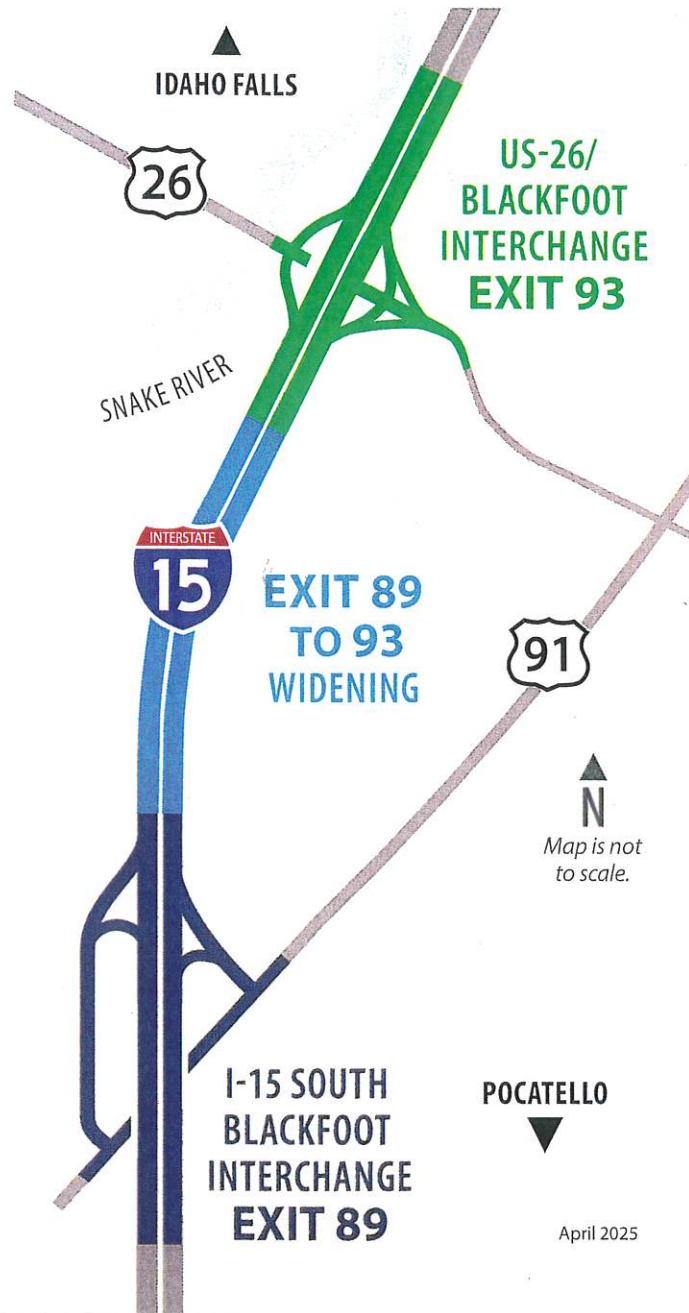 IDAHO FALLS
26
US-26/
BLACKFOOT
INTERCHANGE
EXIT 93
SNAKE RIVER
INTERSTATE
15
EXIT 89
TO 93
WIDENING
91
N
Map is not
to scale.
I-15 SOUTH
BLACKFOOT
INTERCHANGE
EXIT 89
POCATELLO
April 2025